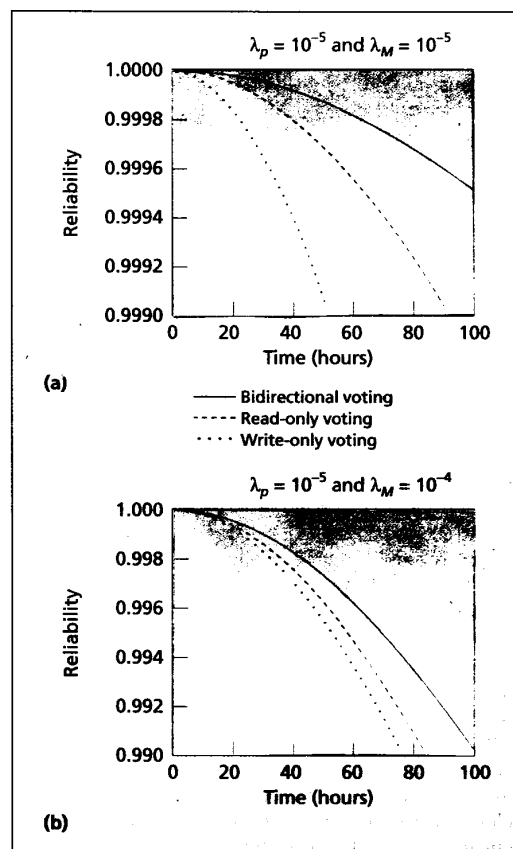 λp = 10⁻⁵ and λM = 10⁻⁵
1.0000
0.9998
0.9996
0.9994
0.9992
0.9990
Reliability
0 20 40 60 80 100
Time (hours)
(a)
Bidirectional voting
Read-only voting
Write-only voting
λp = 10⁻⁵ and λM = 10⁻⁴
1.000
0.998
0.996
0.994
0.992
0.990
Reliability
0 20 40 60 80 100
Time (hours)
(b)